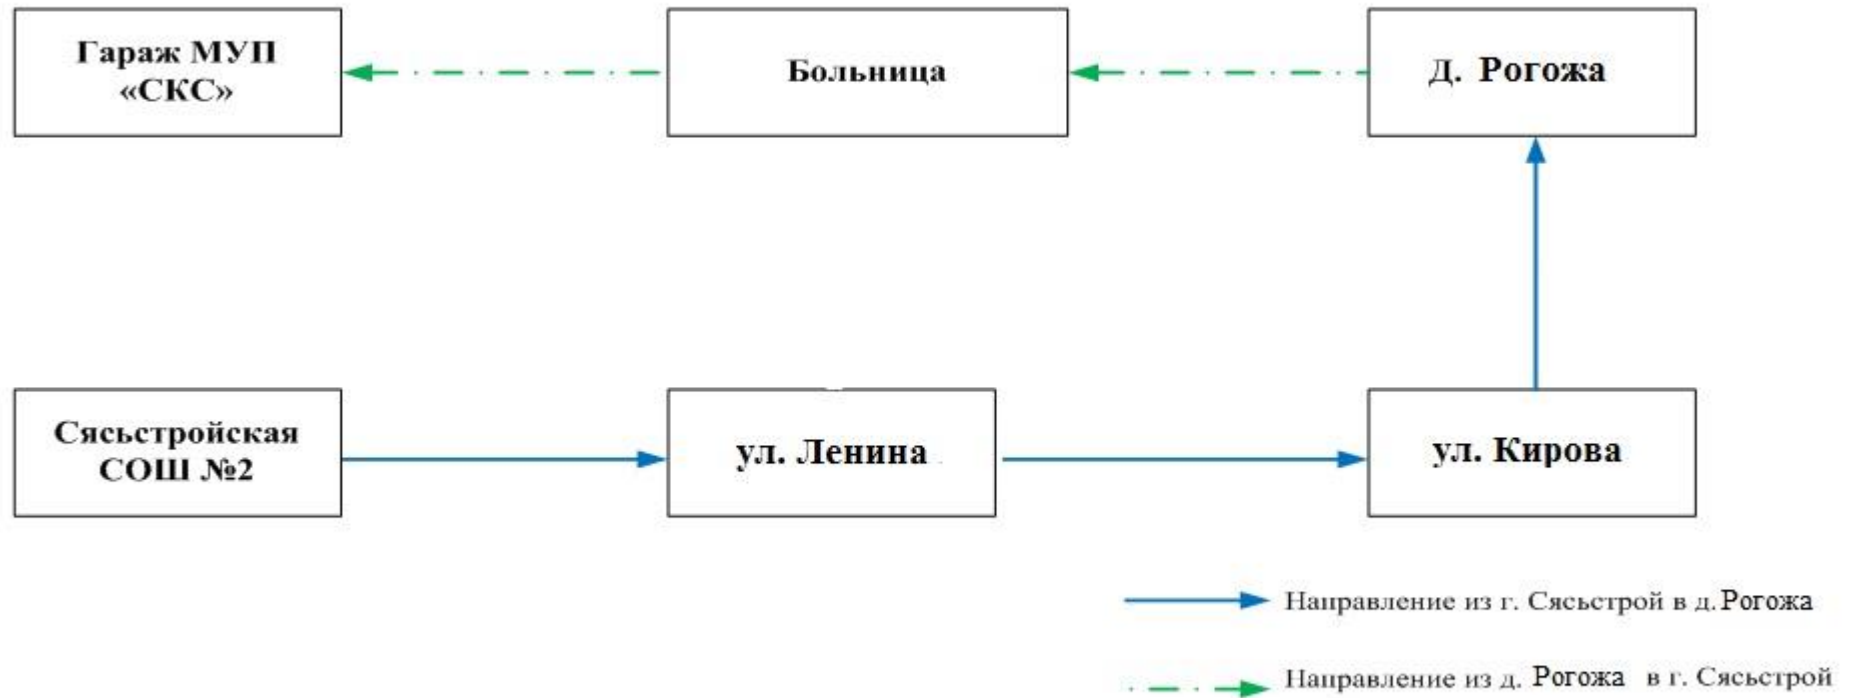 Гараж МУП
«СКС»
Больница
Д. Рогожа
Сясьстройская
СОШ №2
ул. Ленина
ул. Кирова
Направление из г. Сясьстрой в д. Рогожа
Направление из д. Рогожа в г. Сясьстрой